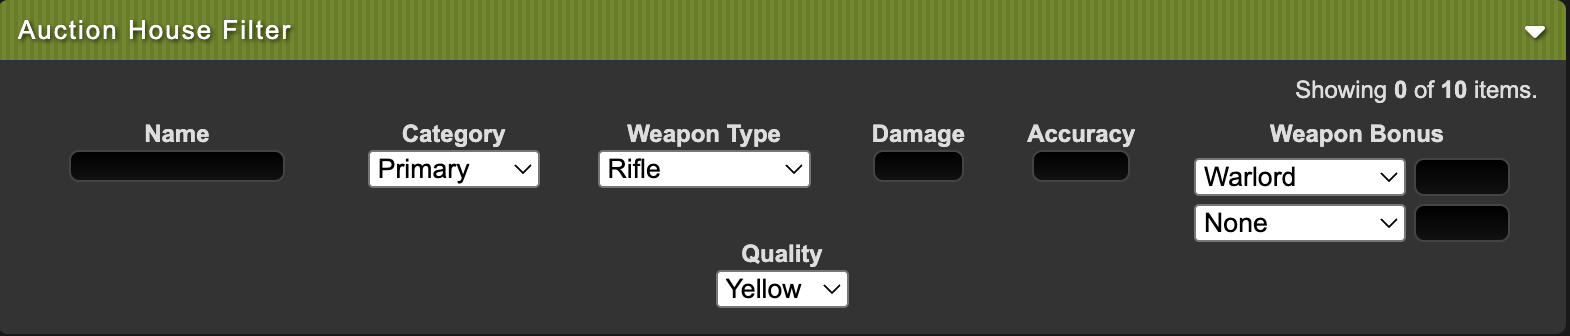 Auction House Filter
Showing 0 of 10 items.
Name Category Weapon Type Damage Accuracy Weapon Bonus
Primary Rifle Warlord
None
Quality
Yellow